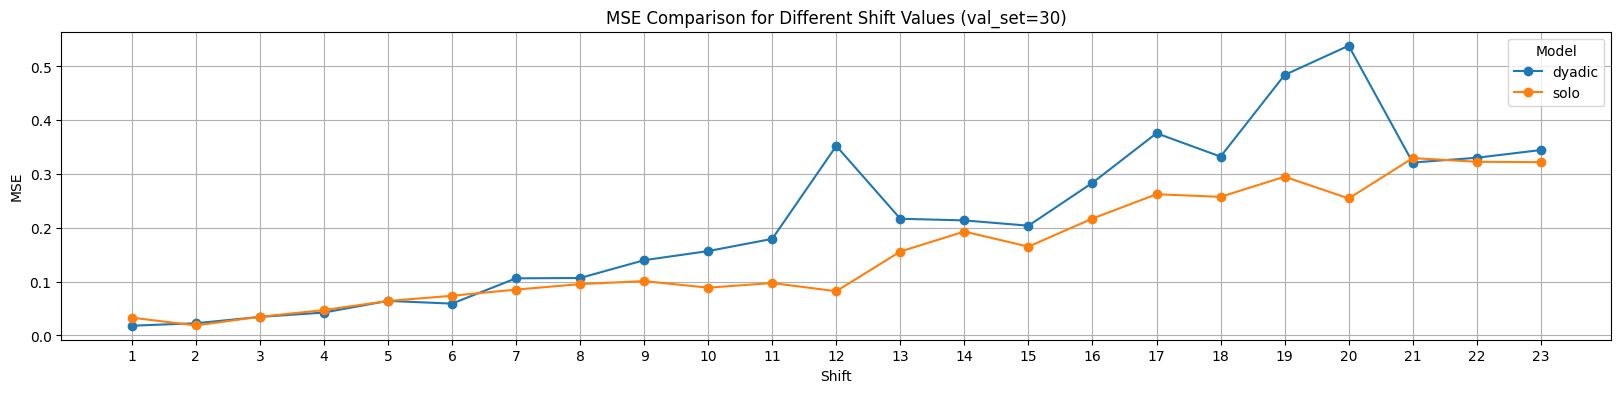 MSE Comparison for Different Shift Values (val_set=30)
Model
dyadic
solo
MSE
0.5
0.4
0.3
0.2
0.1
0.0
1 2 3 4 5 6 7 8 9 10 11 12 13 14 15 16 17 18 19 20 21 22 23
Shift